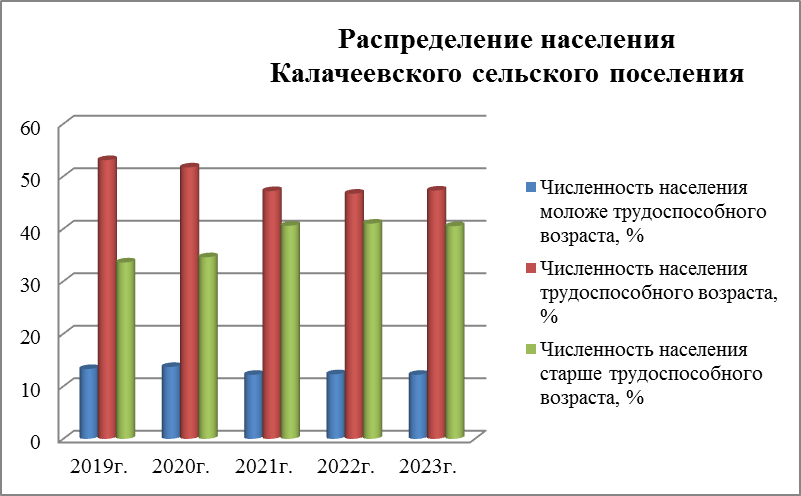 Распределение населения
Калачеевского сельского поселения
60
50
40
30
20
10
0
2019г.
2020г.
2021г.
2022г.
2023г.
Численность населения
моложе трудоспособного
возраста, %
Численность населения
трудоспособного возраста,
%
Численность населения
старше трудоспособного
возраста, %